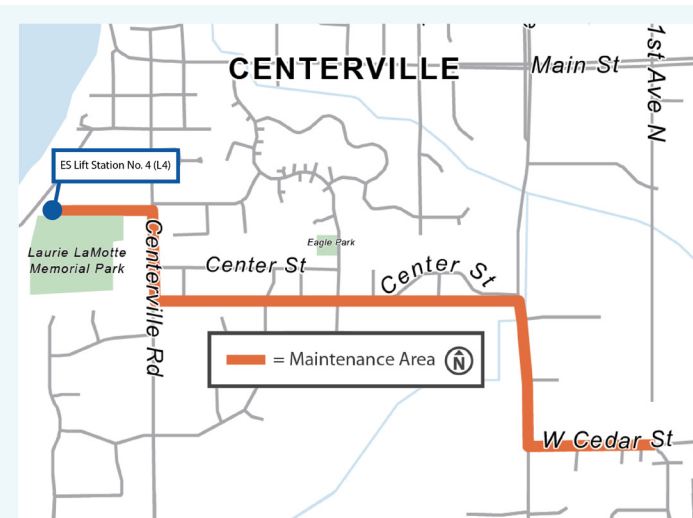 CENTERVILLE
Main St
1st Ave N
ES Lift Station No. 4 (L4)
Laurie LaMotte
Memorial Park
Centerville Rd
Eagle Park
Center St
Center St
= Maintenance Area N
W Cedar St